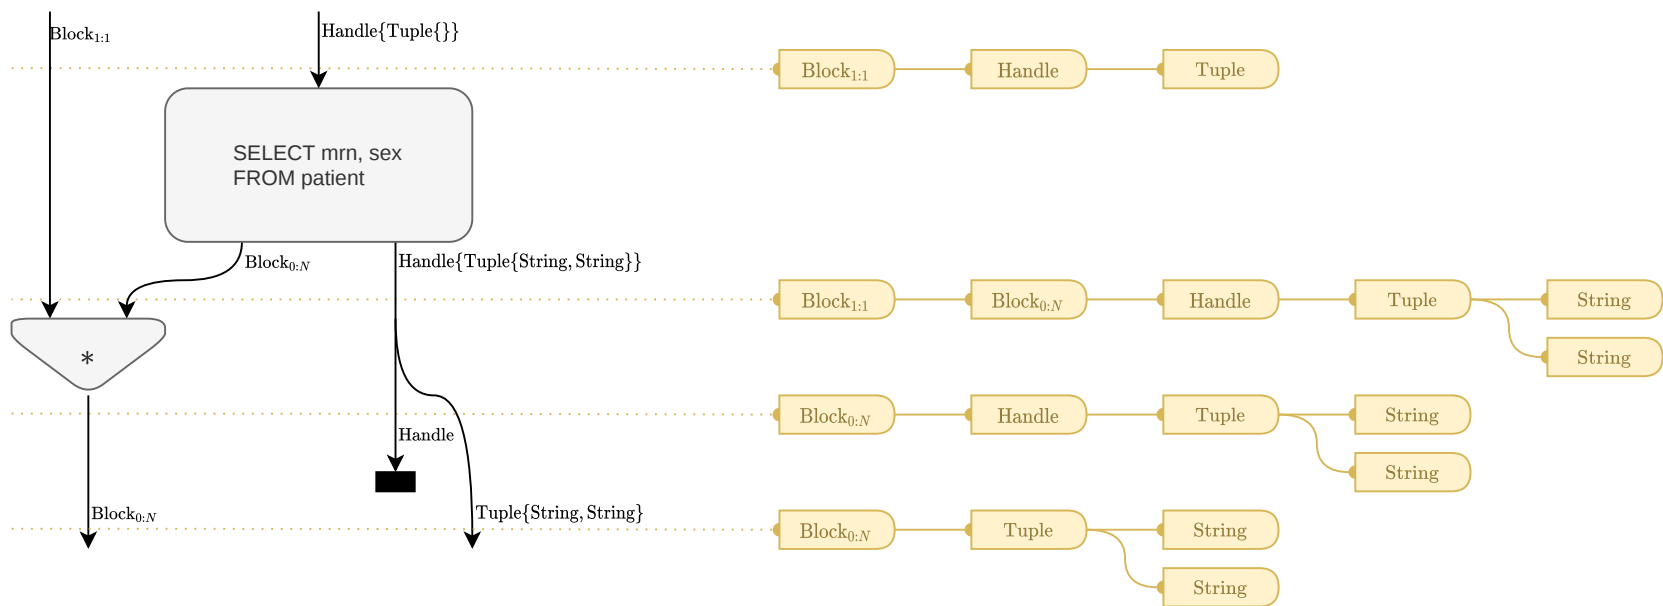 Block1:1
Handle{Tuple{}}
Block1:1 Handle Tuple
SELECT mrn, sex
FROM patient
Block0:N
Handle{Tuple{String, String}}
Block1:1 Block0:N Handle Tuple String
String
*
Block0:N Handle Tuple String
Handle
String
Block0:N
Tuple{String, String}
Block0:N Tuple String
String